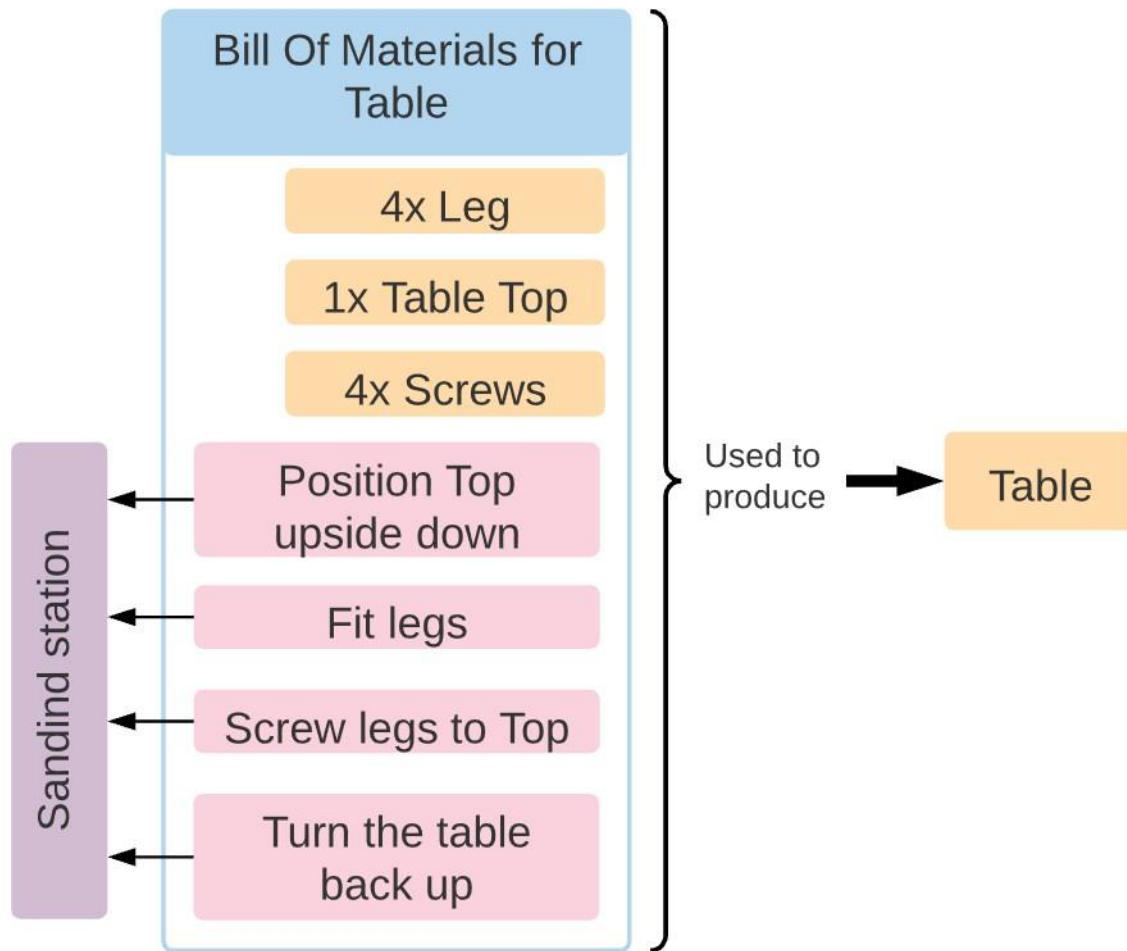 Bill Of Materials for
Table
4x Leg
1x Table Top
4x Screws
Position Top
upside down
Fit legs
Screw legs to Top
Turn the table
back up
Sandind station
Used to
produce
Table